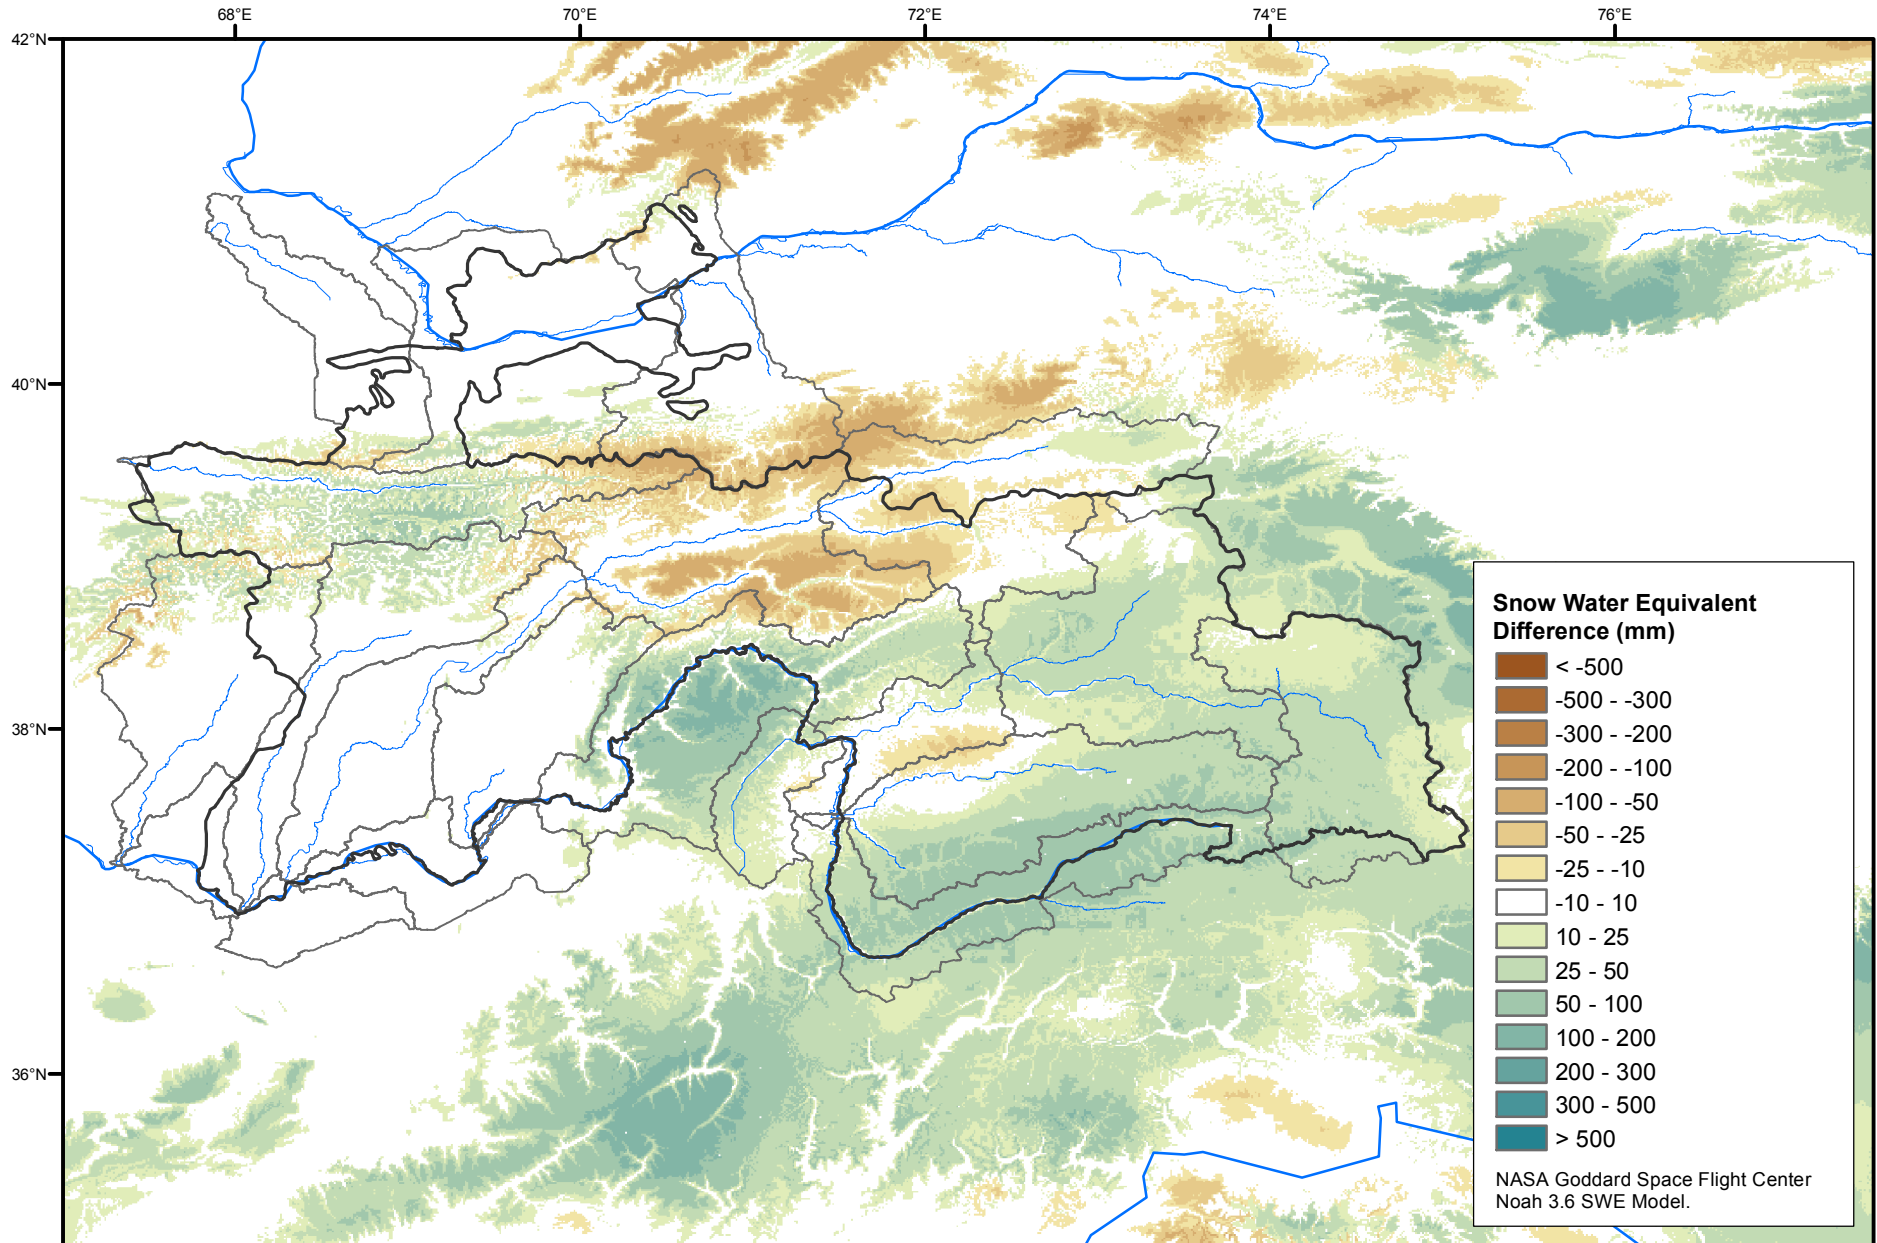 68°E 70°E 72°E 74°E 76°E
42°N
40°N
38°N
36°N
Snow Water Equivalent
Difference (mm)
< -500
-500 - -300
-300 - -200
-200 - -100
-100 - -50
-50 - -25
-25 - -10
-10 - 10
10 - 25
25 - 50
50 - 100
100 - 200
200 - 300
300 - 500
> 500
NASA Goddard Space Flight Center
Noah 3.6 SWE Model.